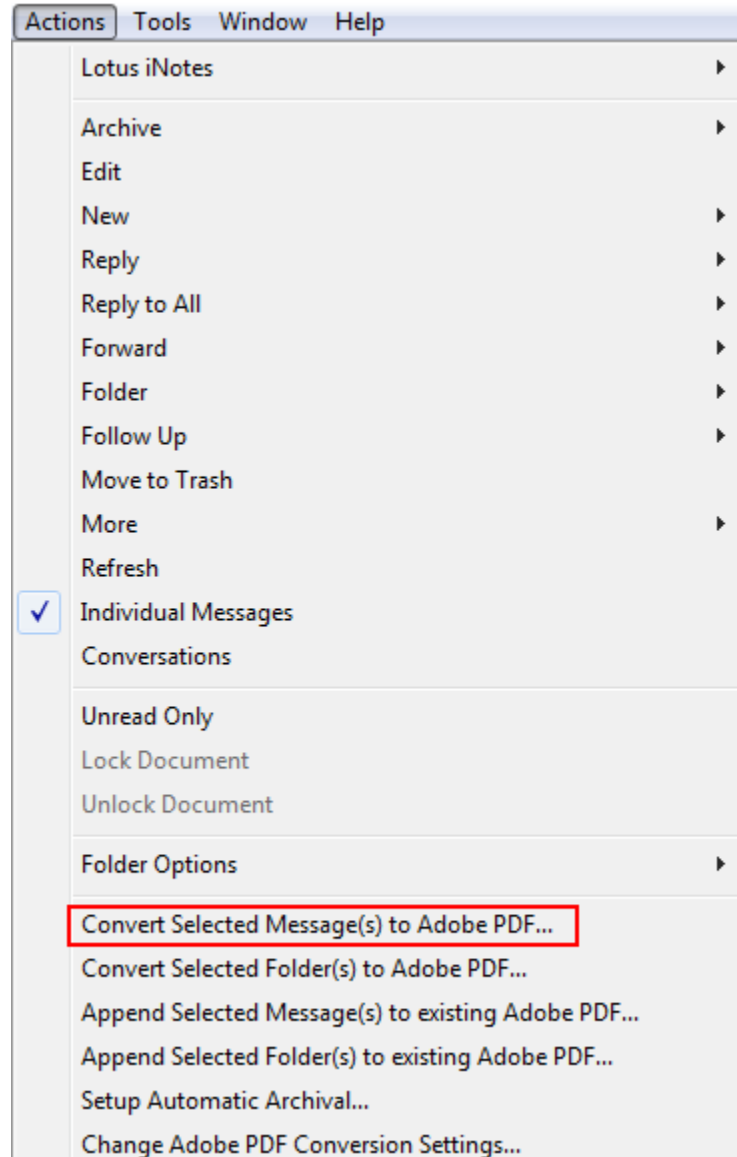 Actions Tools Window Help
Lotus iNotes
Archive
Edit
New
Reply
Reply to All
Forward
Folder
Follow Up
Move to Trash
More
Refresh
Individual Messages
Conversations
Unread Only
Lock Document
Unlock Document
Folder Options
Convert Selected Message(s) to Adobe PDF...
Convert Selected Folder(s) to Adobe PDF...
Append Selected Message(s) to existing Adobe PDF...
Append Selected Folder(s) to existing Adobe PDF...
Setup Automatic Archival...
Change Adobe PDF Conversion Settings...